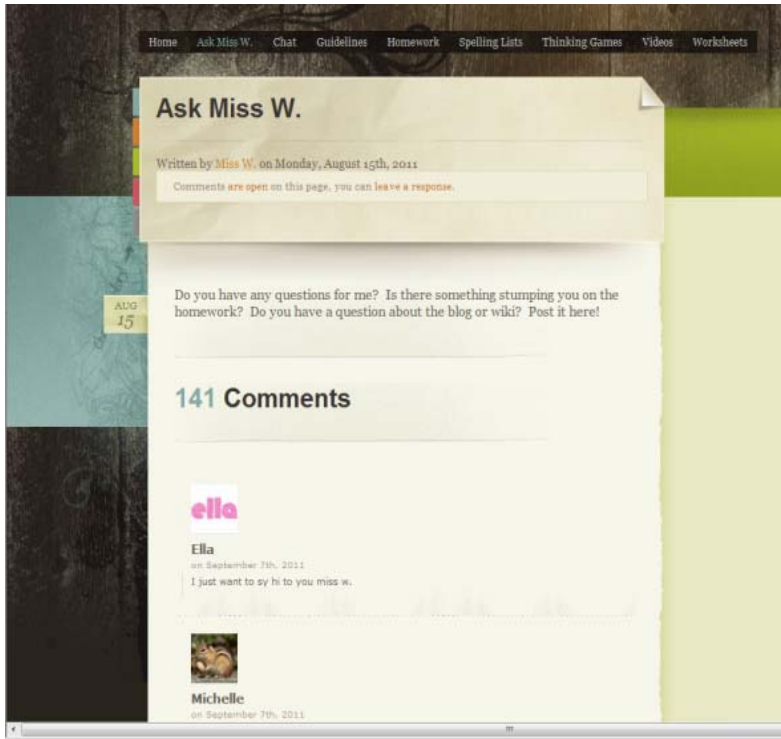 Home Ask Miss W. Chat Guidelines Homework Spelling Lists Thinking Games Videos Worksheets
Ask Miss W.
Written by Miss W. on Monday, August 15th, 2011
Comments are open on this page, you can leave a response.
AUG
15
Do you have any questions for me? Is there something stumping you on the
homework? Do you have a question about the blog or wiki? Post it here!
141 Comments
ella
Ella
on September 7th, 2011
I just want to sy hi to you miss w.
Michelle
on September 7th, 2011